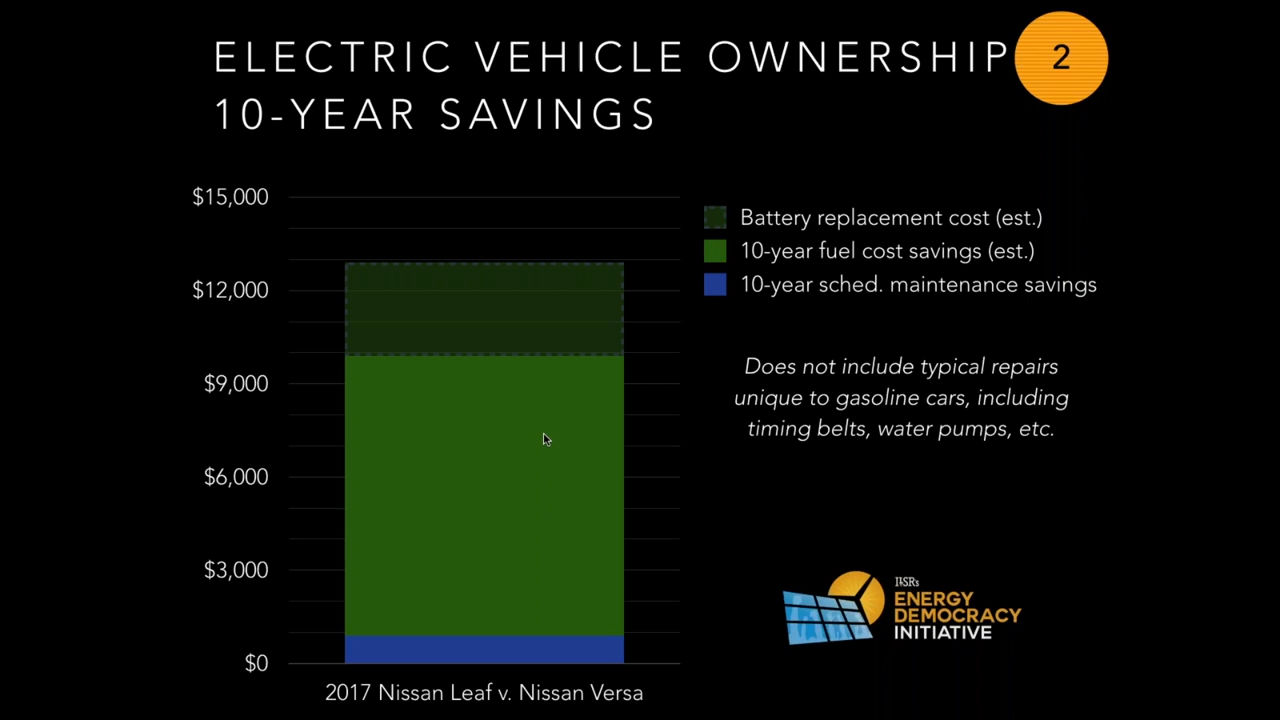 ELECTRIC VEHICLE OWNERSHIP
2
10-YEAR SAVINGS
$15,000
$12,000
$9,000
$6,000
$3,000
$0
2017 Nissan Leaf v. Nissan Versa
Battery replacement cost (est.)
10-year fuel cost savings (est.)
10-year sched. maintenance savings
Does not include typical repairs
unique to gasoline cars, including
timing belts, water pumps, etc.
ILSR's
ENERGY
DEMOCRACY
INITIATIVE